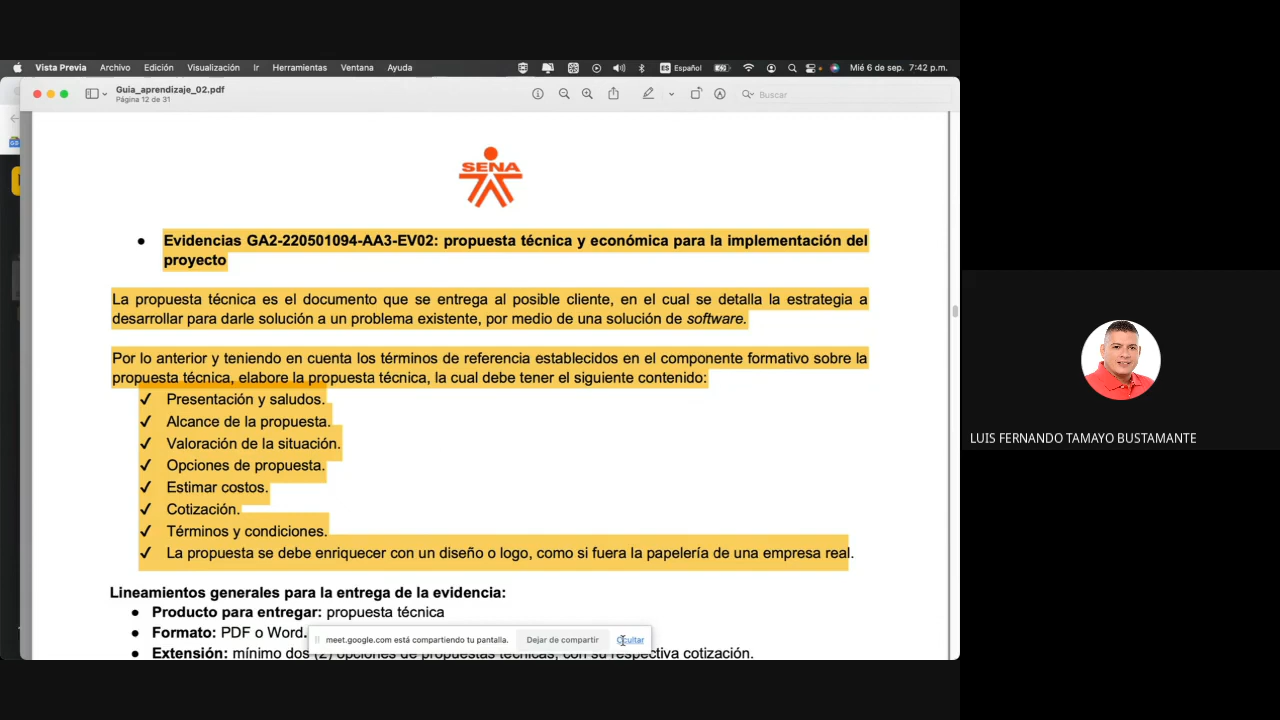 Vista Previa Archivo Edición Visualización Ir Herramientas Ventana Ayuda
ES Español
Mié 6 de sep. 7:42 p.m.
Guia_aprendizaje_02.pdf
Página 12 de 31
Buscar
SENA
● Evidencias GA2-220501094-AA3-EV02: propuesta técnica y económica para la implementación del
proyecto
La propuesta técnica es el documento que se entrega al posible cliente, en el cual se detalla la estrategia a
desarrollar para darle solución a un problema existente, por medio de una solución de software.
Por lo anterior y teniendo en cuenta los términos de referencia establecidos en el componente formativo sobre la
propuesta técnica, elabore la propuesta técnica, la cual debe tener el siguiente contenido:
✓ Presentación y saludos.
✓ Alcance de la propuesta.
✓ Valoración de la situación.
✓ Opciones de propuesta.
✓ Estimar costos.
✓ Cotización.
✓ Términos y condiciones.
✓ La propuesta se debe enriquecer con un diseño o logo, como si fuera la papelería de una empresa real.
Lineamientos generales para la entrega de la evidencia:
● Producto para entregar: propuesta técnica
● Formato: PDF o Word.
meet.google.com está compartiendo tu pantalla. Dejar de compartir Ocultar
● Extensión: mínimo dos (2) opciones de propuestas técnicas, con su respectiva cotización.
LUIS FERNANDO TAMAYO BUSTAMANTE